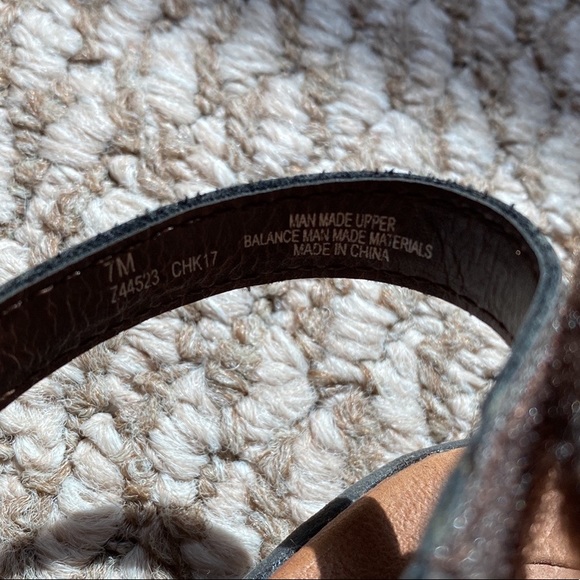 7M
744523 CHK17
MAN MADE UPPER
BALANCE MAN MADE MATERIALS
MADE IN CHINA